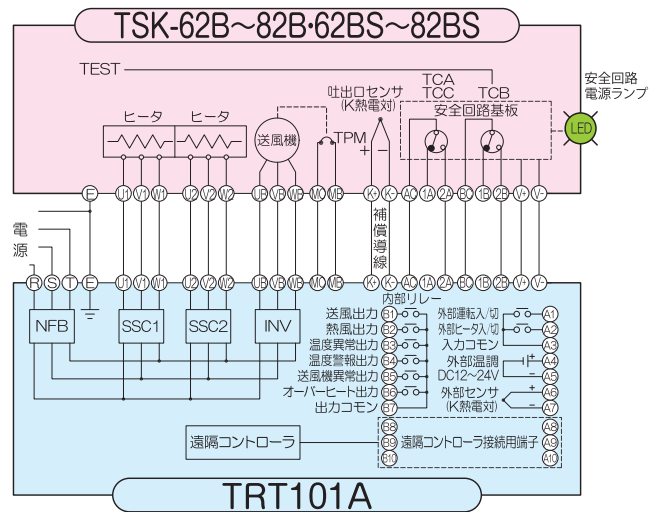 TSK-62B～82B・62BS～82BS
TEST
安全回路
電源ランプ
LED
吐出口センサ
(K熱電対)
TCA
TCC
TCB
安全回路基板
ヒータ
ヒータ
送風機
TPM
+
−
E U1 V1 W1 U2 V2 W2 UB VB WB MC MB K+ K- AC 1A 2A BC 1B 2B V+ V-
電源
補償導線
R S T E U1 V1 W1 U2 V2 W2 UB VB WB MC MB K+ K- AC 1A 2A BC 1B 2B V+ V-
NFB
SSC1
SSC2
INV
内部リレー
送風出力 B1
熱風出力 B2
温度異常出力 B3
温度警報出力 B4
送風機異常出力 B5
オーバーヒート出力 B6
出力コモン B7
外部運転入/切 A1
外部ヒータ入/切 A2
入力コモン A3
外部温調 + A4
DC12～24V − A5
外部センサ + A6
(K熱電対) − A7
遠隔コントローラ
B8 A8
B9 遠隔コントローラ接続用端子 A9
B10 A10
TRT101A